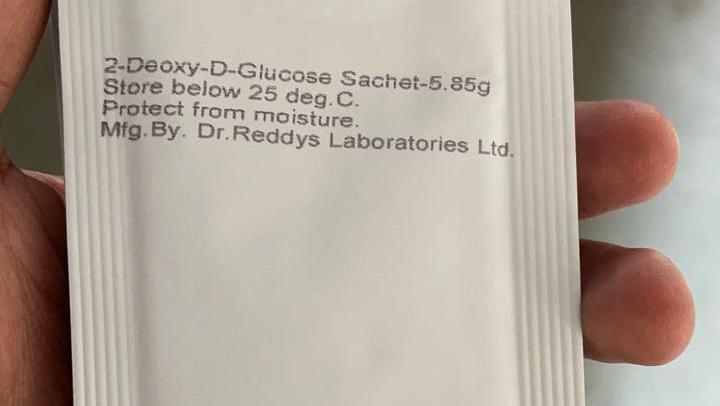 2-Deoxy-D-Glucose Sachet-5.85g
Store below 25 deg.C.
Protect from moisture.
Mfg.By. Dr.Reddys Laboratories Ltd.